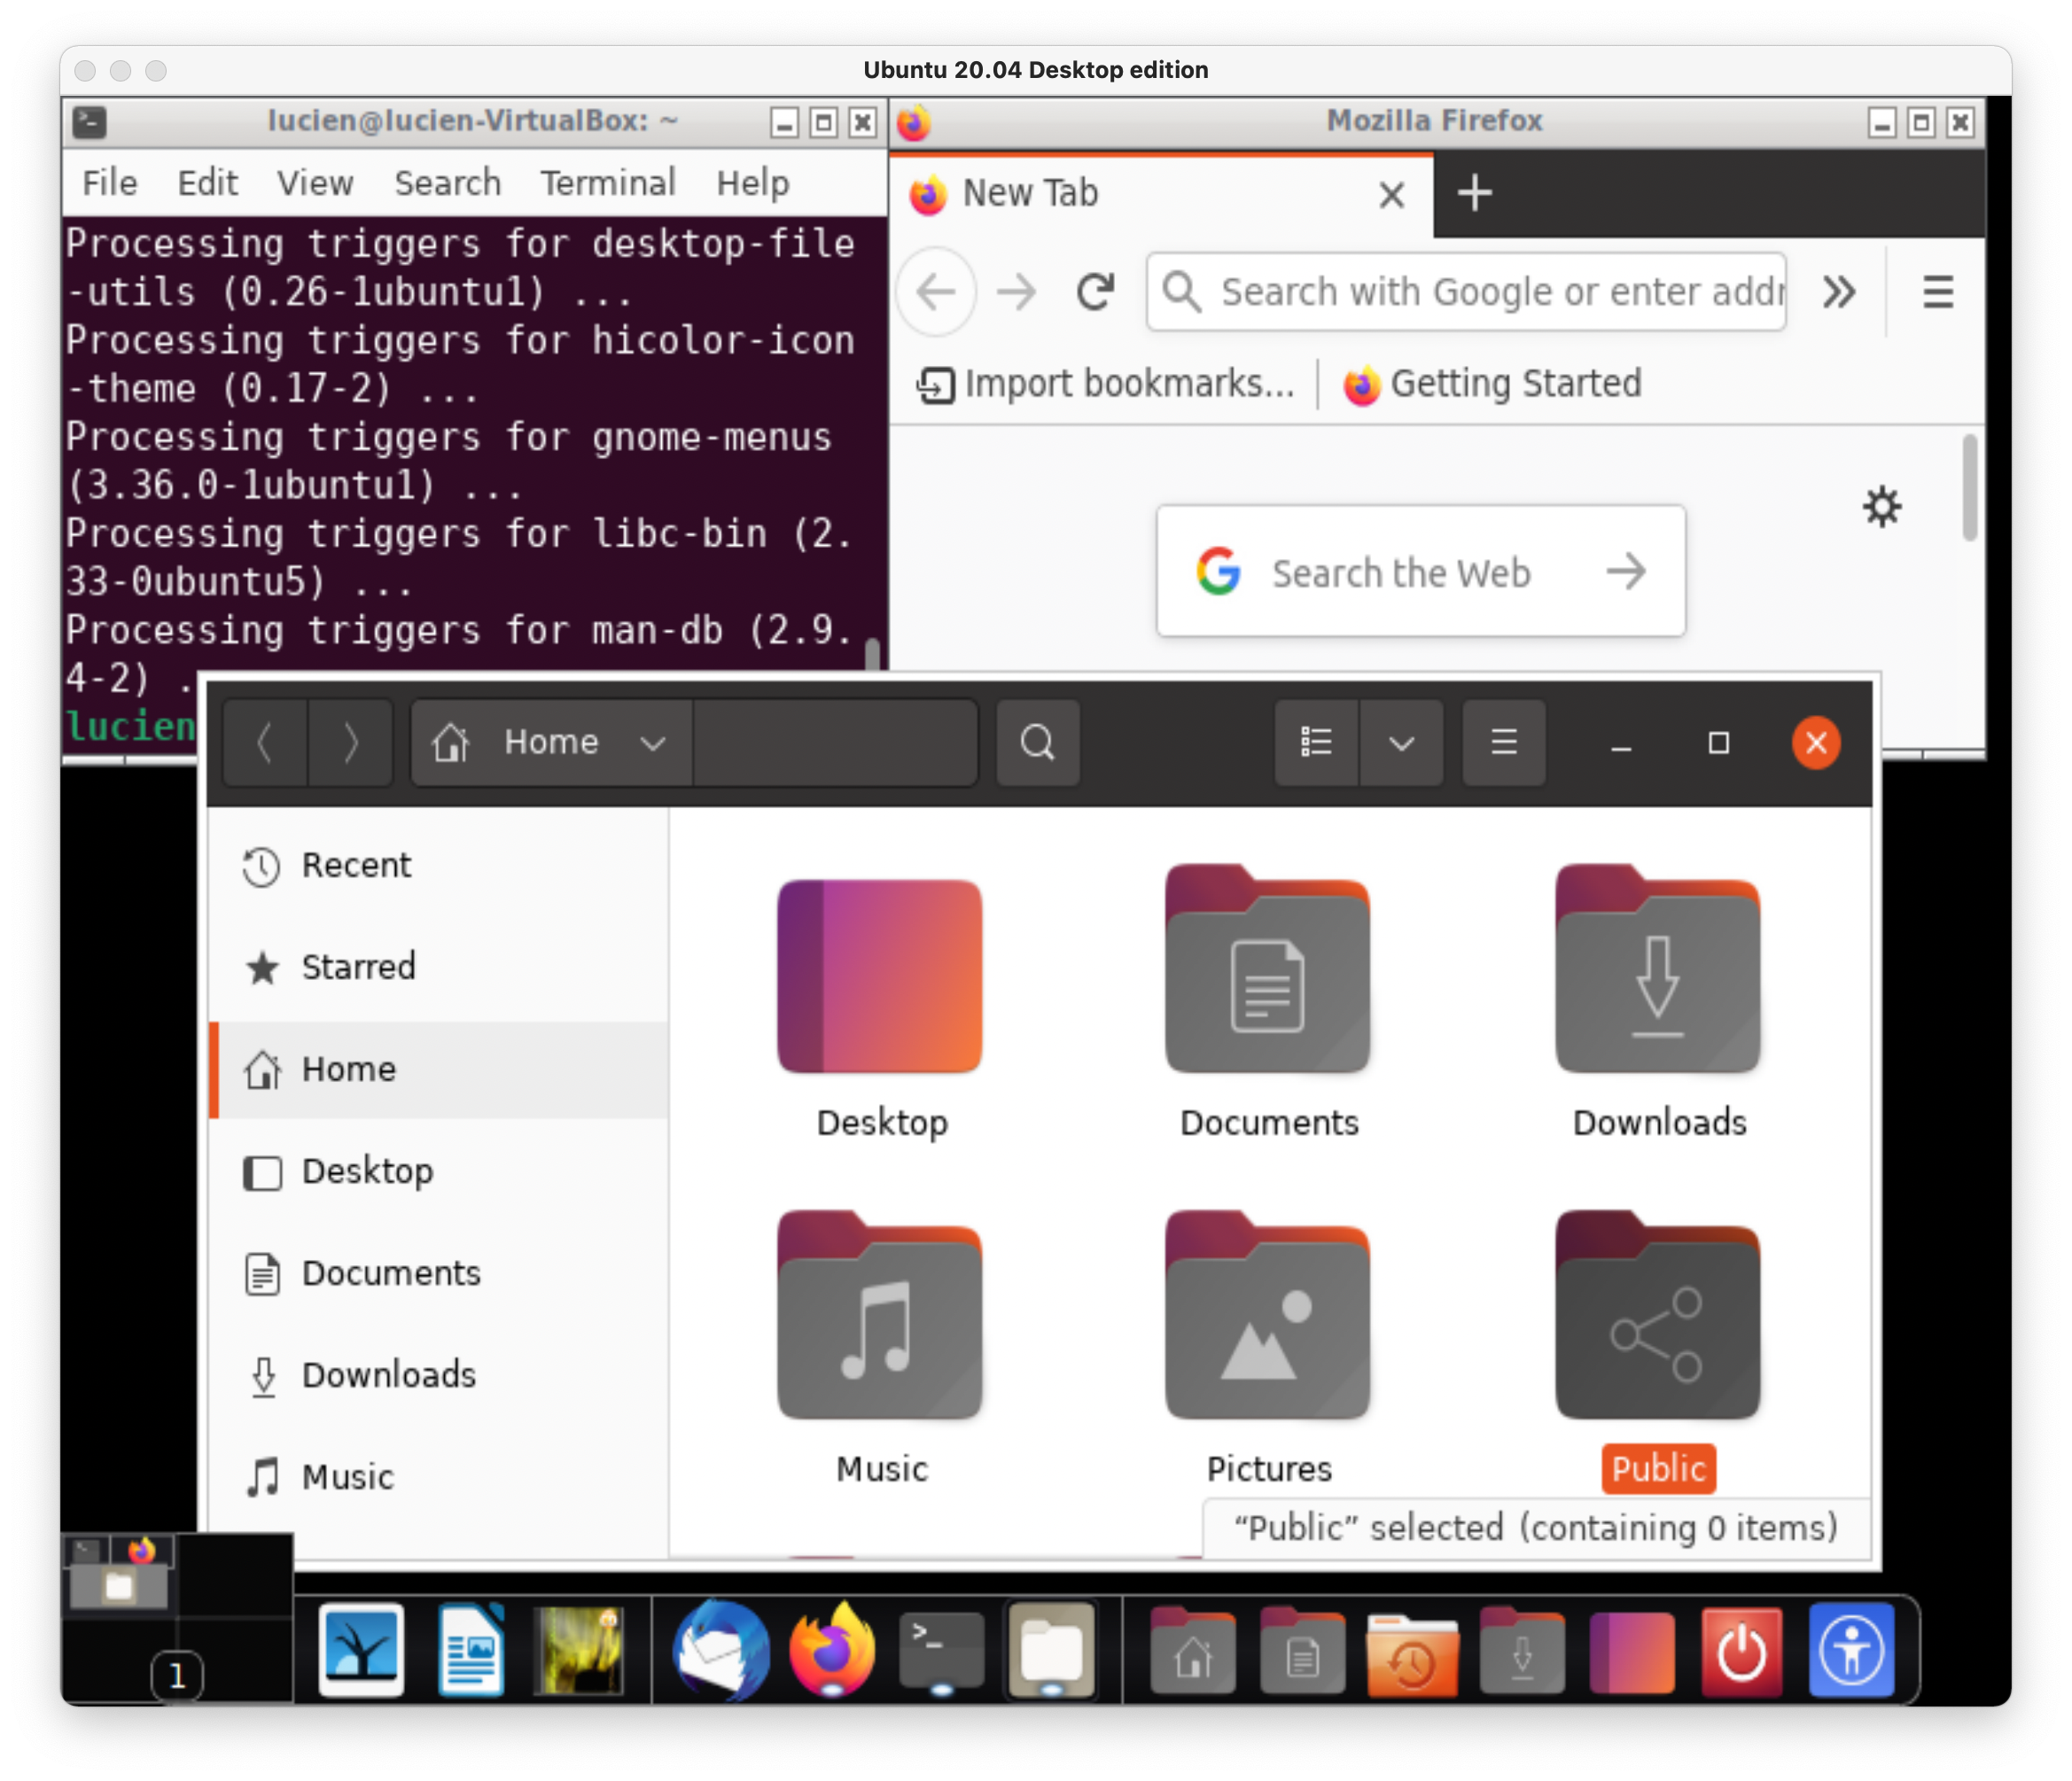 Ubuntu 20.04 Desktop edition
lucien@lucien-VirtualBox: ~
File Edit View Search Terminal Help
Processing triggers for desktop-file
-utils (0.26-1ubuntu1) ...
Processing triggers for hicolor-icon
-theme (0.17-2) ...
Processing triggers for gnome-menus
(3.36.0-1ubuntu1) ...
Processing triggers for libc-bin (2.
33-0ubuntu5) ...
Processing triggers for man-db (2.9.
4-2) .
lucien
Mozilla Firefox
New Tab
Search with Google or enter addr
Import bookmarks... Getting Started
Search the Web
Home
Recent
Starred
Home
Desktop
Documents
Downloads
Music
Desktop Documents Downloads
Music Pictures Public
“Public” selected (containing 0 items)
1